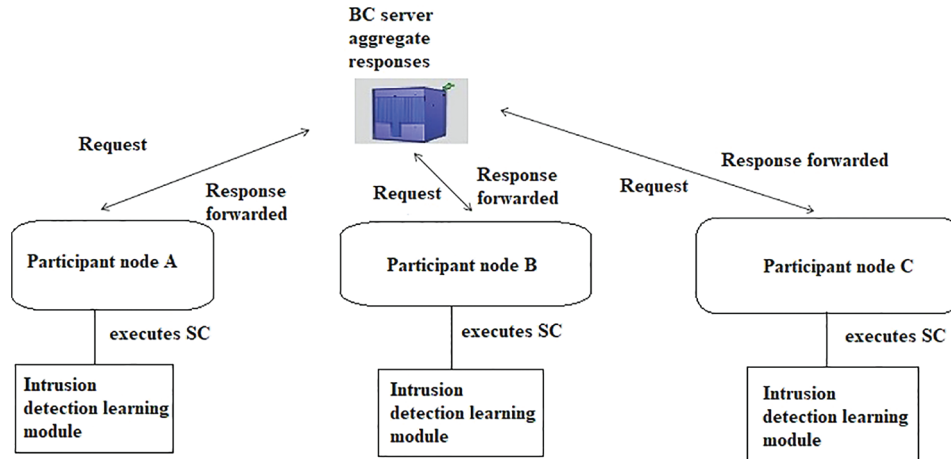 BC server
aggregate
responses
Request
Response
forwarded
Request
Response
forwarded
Request
Response forwarded
Participant node A
Participant node B
Participant node C
executes SC
executes SC
executes SC
Intrusion
detection learning
module
Intrusion
detection learning
module
Intrusion
detection learning
module